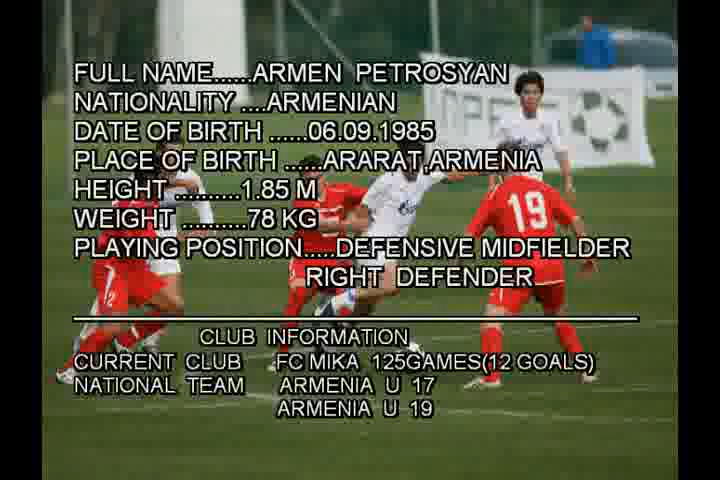 FULL NAME......ARMEN PETROSYAN
NATIONALITY ....ARMENIAN
DATE OF BIRTH ......06.09.1985
PLACE OF BIRTH ......ARARAT,ARMENIA
HEIGHT ..........1.85 M
WEIGHT ..........78 KG
PLAYING POSITION.....DEFENSIVE MIDFIELDER
RIGHT DEFENDER
19
CLUB INFORMATION
CURRENT CLUB FC MIKA 125GAMES(12 GOALS)
NATIONAL TEAM ARMENIA U 17
ARMENIA U 19